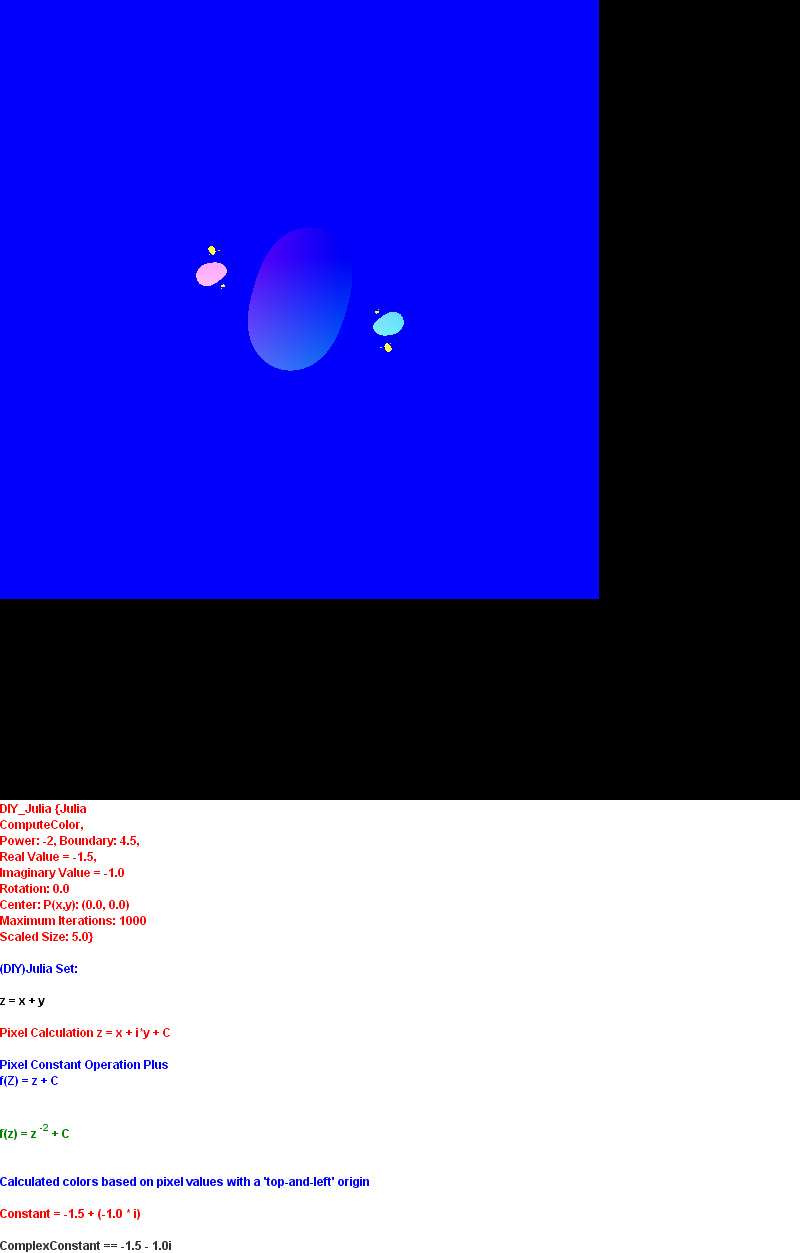 DIY_Julia {Julia
ComputeColor,
Power: -2, Boundary: 4.5,
Real Value = -1.5,
Imaginary Value = -1.0
Rotation: 0.0
Center: P(x,y): (0.0, 0.0)
Maximum Iterations: 1000
Scaled Size: 5.0}
(DIY)Julia Set:
z = x + y
Pixel Calculation z = x + i*y + C
Pixel Constant Operation Plus
f(Z) = z + C
f(z) = z -2 + C
Calculated colors based on pixel values with a 'top-and-left' origin
Constant = -1.5 + (-1.0 * i)
ComplexConstant == -1.5 - 1.0i